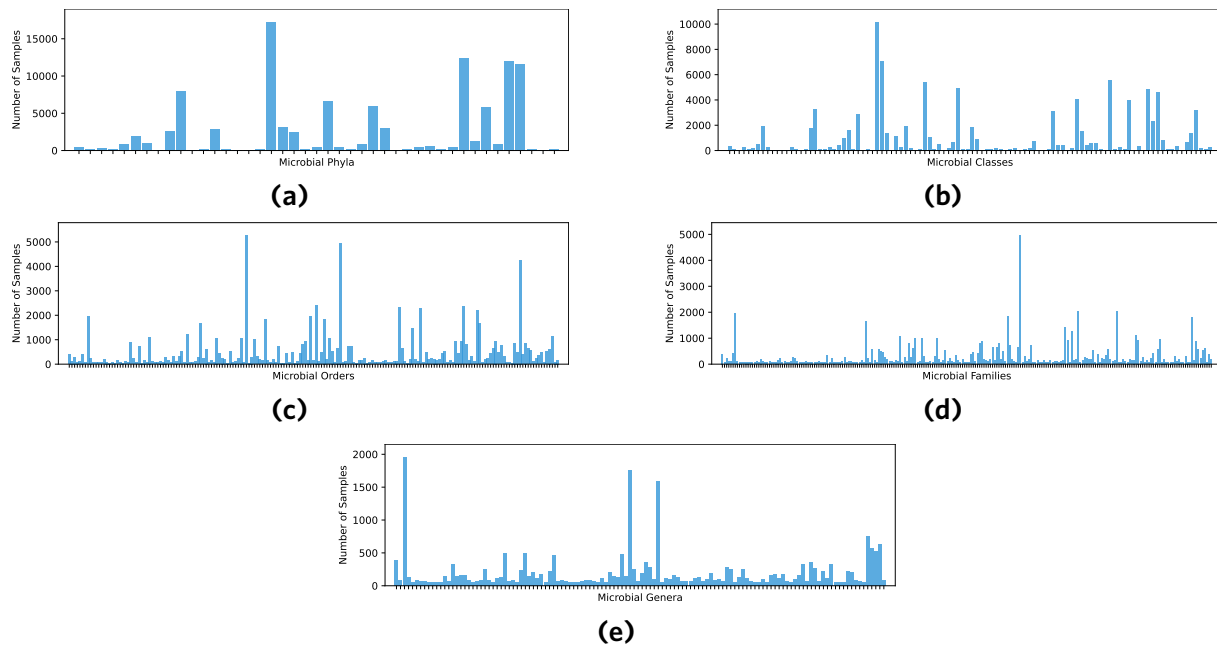 Number of Samples
15000
10000
5000
0
Microbial Phyla
(a)
Number of Samples
10000
8000
6000
4000
2000
0
Microbial Classes
(b)
Number of Samples
5000
4000
3000
2000
1000
0
Microbial Orders
(c)
Number of Samples
5000
4000
3000
2000
1000
0
Microbial Families
(d)
Number of Samples
2000
1500
1000
500
0
Microbial Genera
(e)